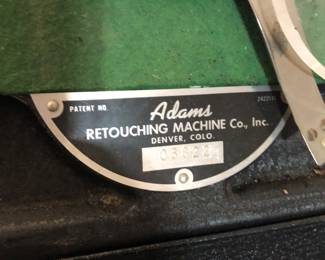 PATENT NO.
Adams
RETOUCHING MACHINE Co., Inc.
DENVER, COLO.